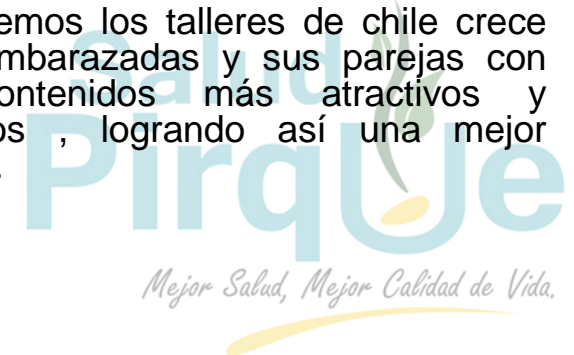 emos los talleres de chile crece
mbarazadas y sus parejas con
ontenidos más atractivos y
os , logrando así una mejor
.
Salud
Pirque
Mejor Salud, Mejor Calidad de Vida.